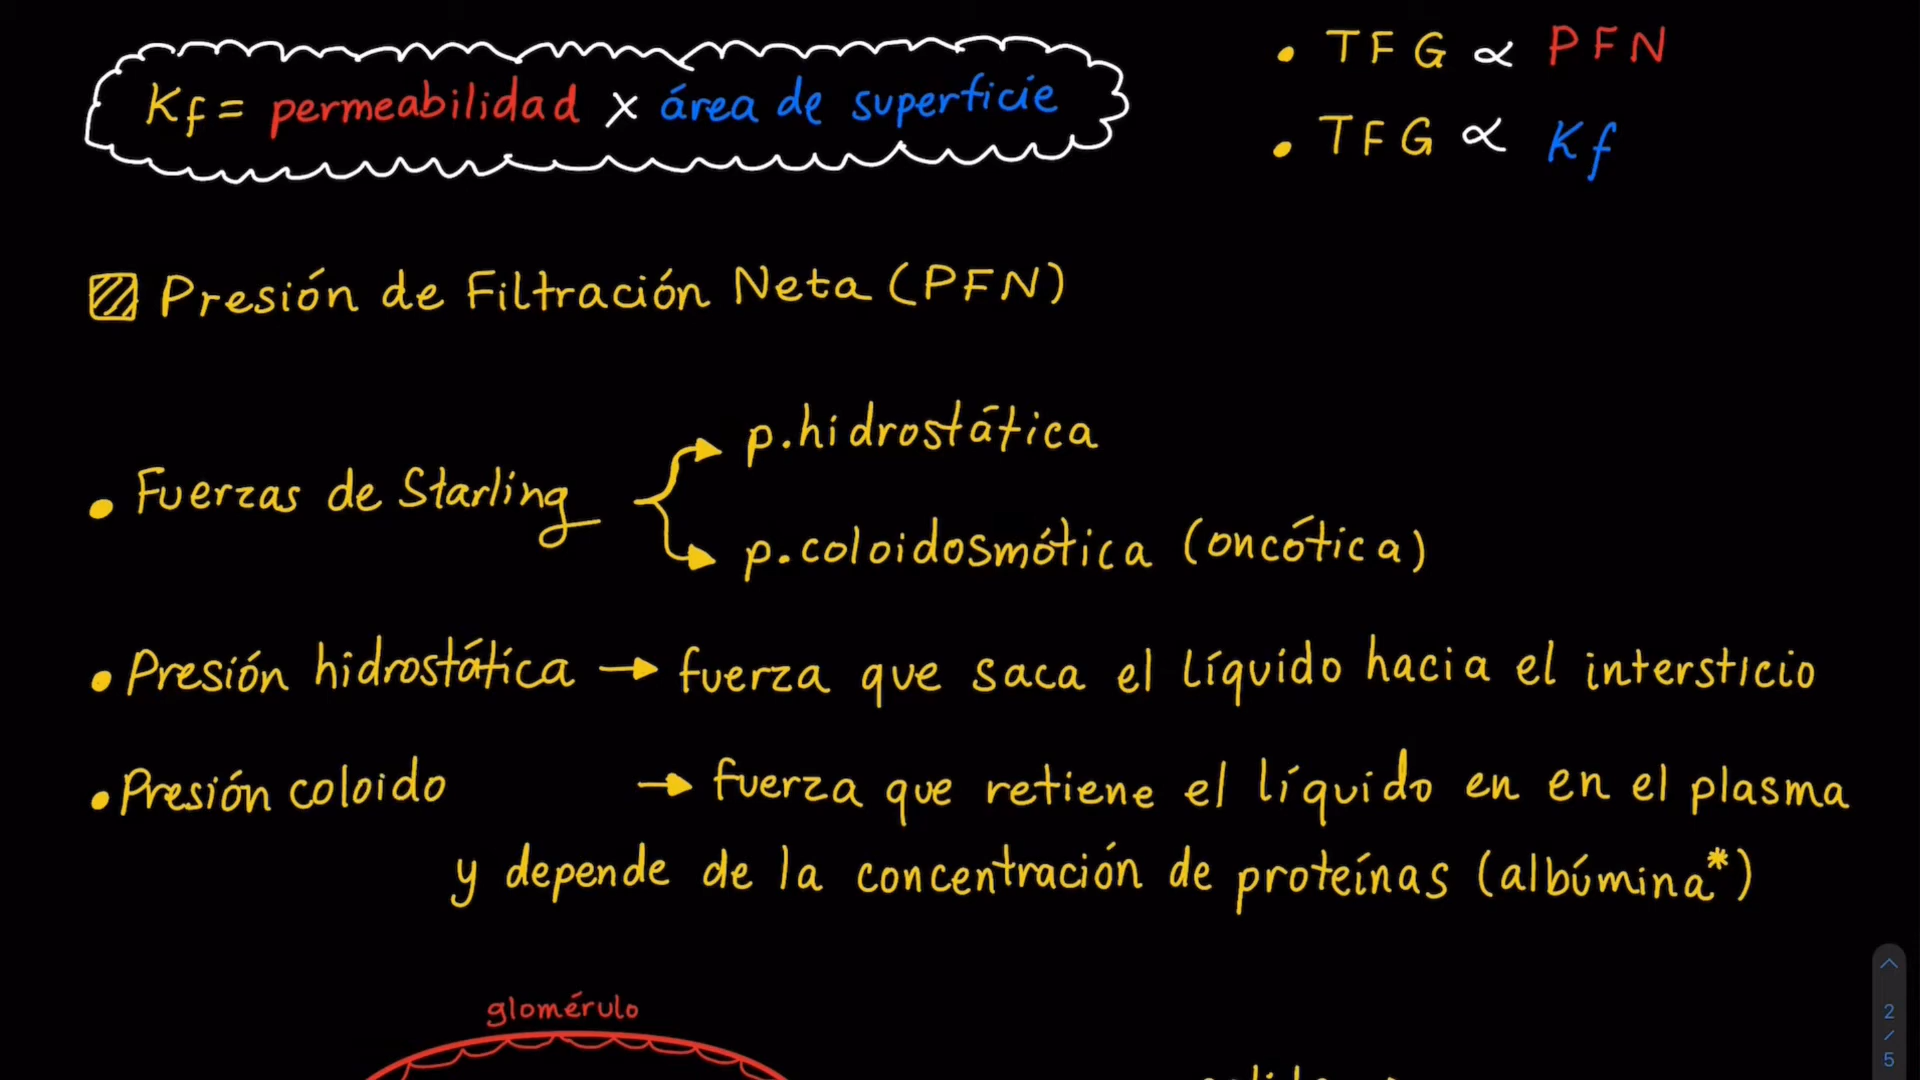 Kf = permeabilidad x área de superficie
• TFG ∝ PFN
• TFG ∝ Kf
Presión de Filtración Neta (PFN)
• Fuerzas de Starling
p.hidrostática
p.coloidosmótica (oncótica)
• Presión hidrostática → fuerza que saca el líquido hacia el intersticio
• Presión coloido → fuerza que retiene el líquido en en el plasma
y depende de la concentración de proteínas (albúmina*)
glomérulo
2
/
5